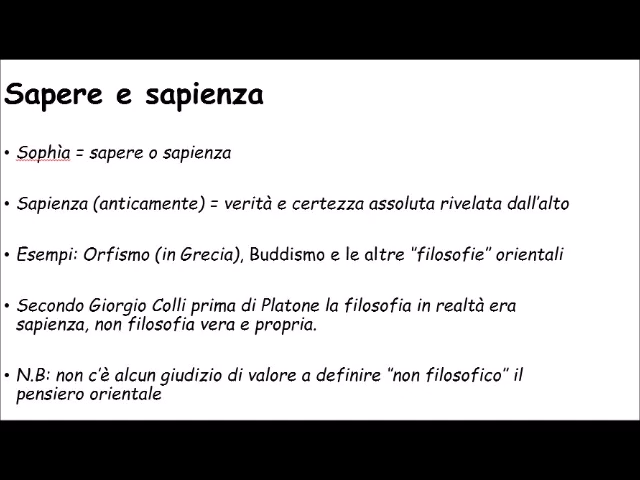 Sapere e sapienza
• Sophìa = sapere o sapienza
• Sapienza (anticamente) = verità e certezza assoluta rivelata dall'alto
• Esempi: Orfismo (in Grecia), Buddismo e le altre "filosofie" orientali
• Secondo Giorgio Colli prima di Platone la filosofia in realtà era
sapienza, non filosofia vera e propria.
• N.B: non c'è alcun giudizio di valore a definire "non filosofico" il
pensiero orientale